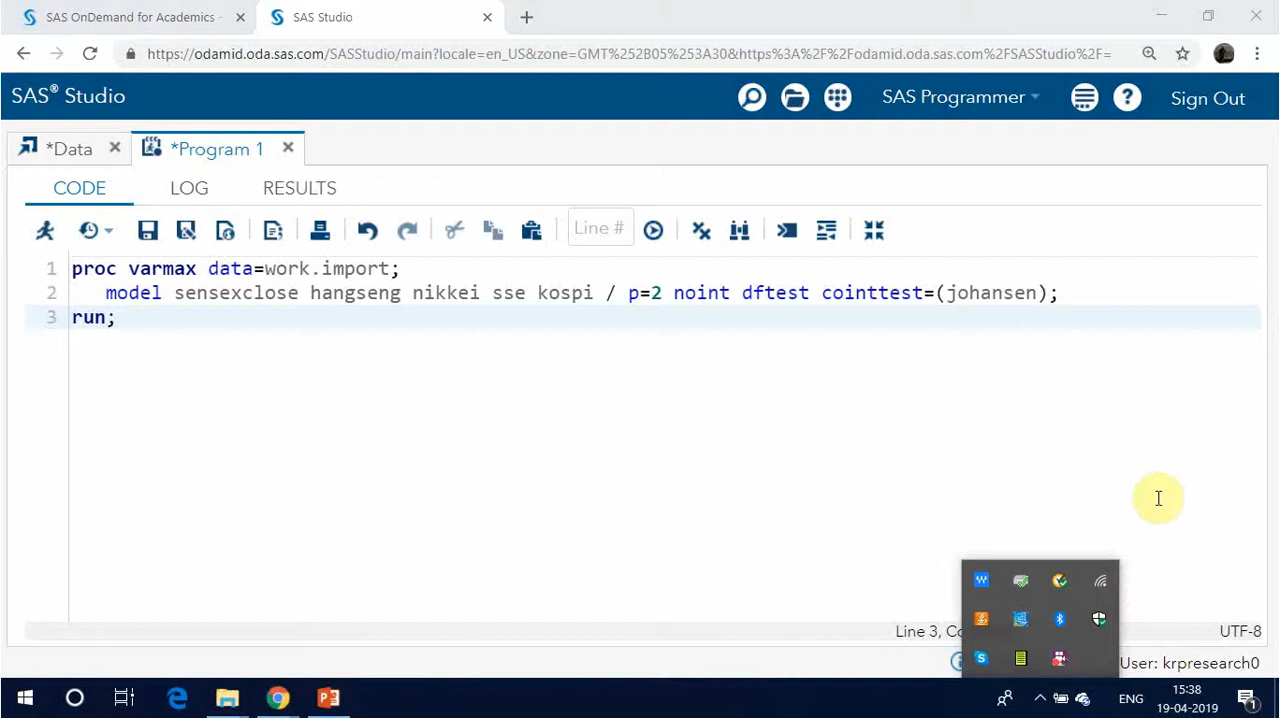 SAS OnDemand for Academics -
SAS Studio
https://odamid.oda.sas.com/SASStudio/main?locale=en_US&zone=GMT%252B05%253A30&https%3A%2F%2Fodamid.oda.sas.com%2FSASStudio%2F=
SAS® Studio
SAS Programmer
Sign Out
*Data
*Program 1
CODE
LOG
RESULTS
Line #
1 proc varmax data=work.import;
2 model sensexclose hangseng nikkei sse kospi / p=2 noint dftest cointtest=(johansen);
3 run;
Line 3, Co
UTF-8
User: krpresearch0
ENG
15:38
19-04-2019
1